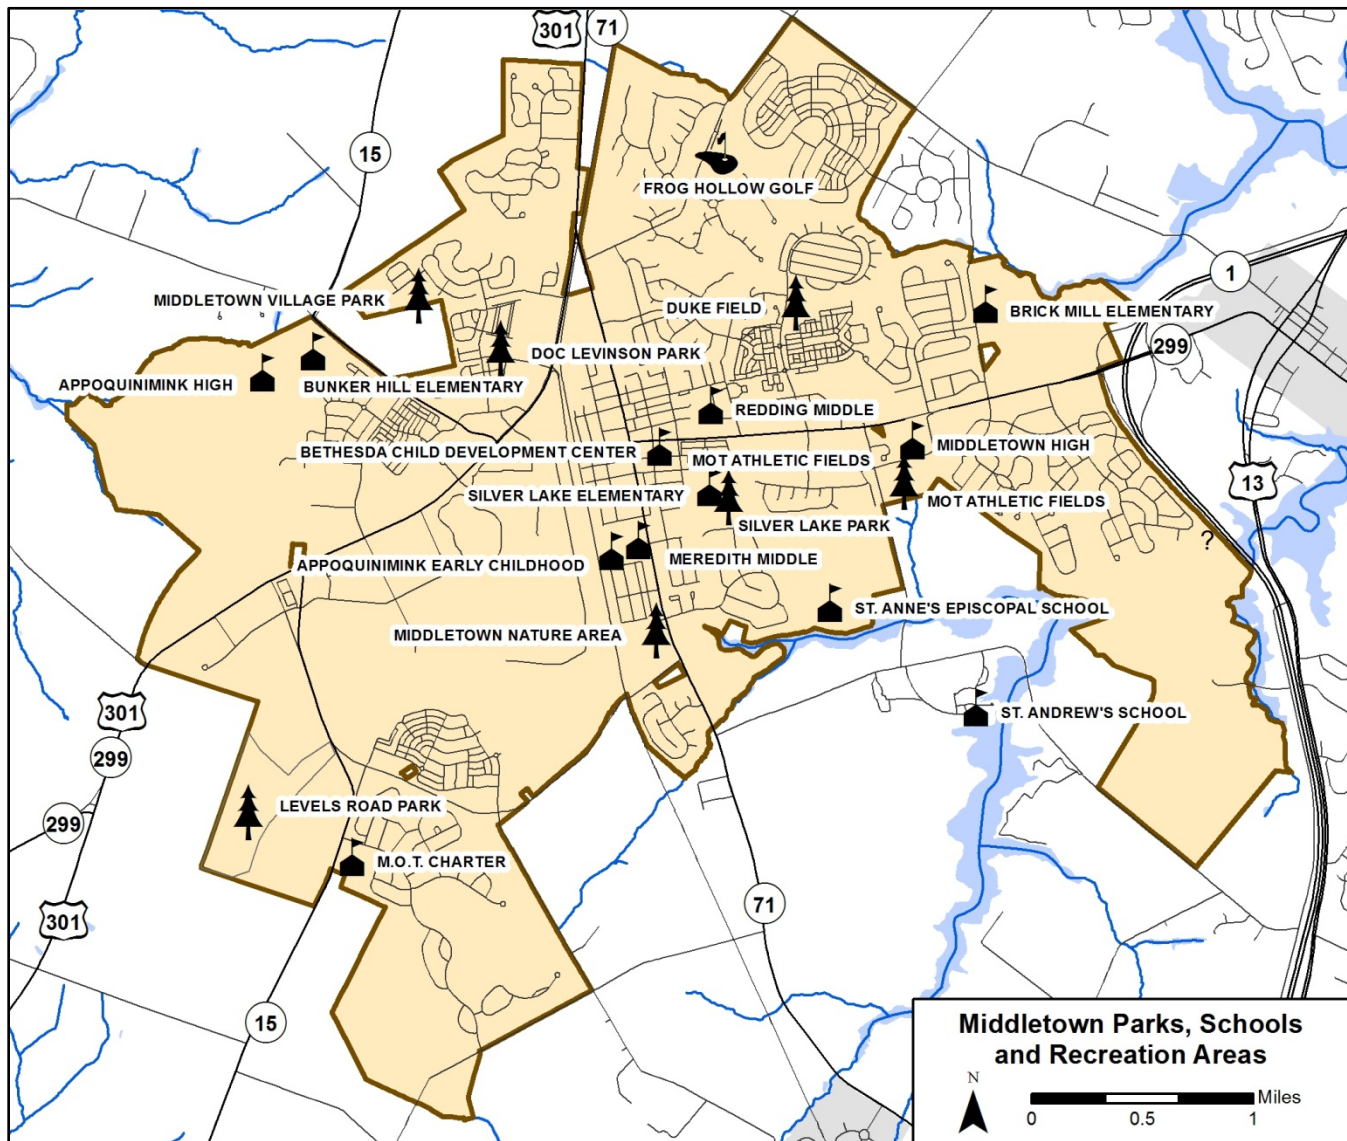 301
71
15
FROG HOLLOW GOLF
1
MIDDLETOWN VILLAGE PARK
DUKE FIELD
BRICK MILL ELEMENTARY
299
DOC LEVINSON PARK
APPOQUINIMINK HIGH
BUNKER HILL ELEMENTARY
REDDING MIDDLE
BETHESDA CHILD DEVELOPMENT CENTER
MOT ATHLETIC FIELDS
MIDDLETOWN HIGH
13
SILVER LAKE ELEMENTARY
MOT ATHLETIC FIELDS
SILVER LAKE PARK
?
APPOQUINIMINK EARLY CHILDHOOD
MEREDITH MIDDLE
ST. ANNE'S EPISCOPAL SCHOOL
MIDDLETOWN NATURE AREA
301
ST. ANDREW'S SCHOOL
299
LEVELS ROAD PARK
299
M.O.T. CHARTER
71
301
15
Middletown Parks, Schools
and Recreation Areas
N
Miles
0 0.5 1